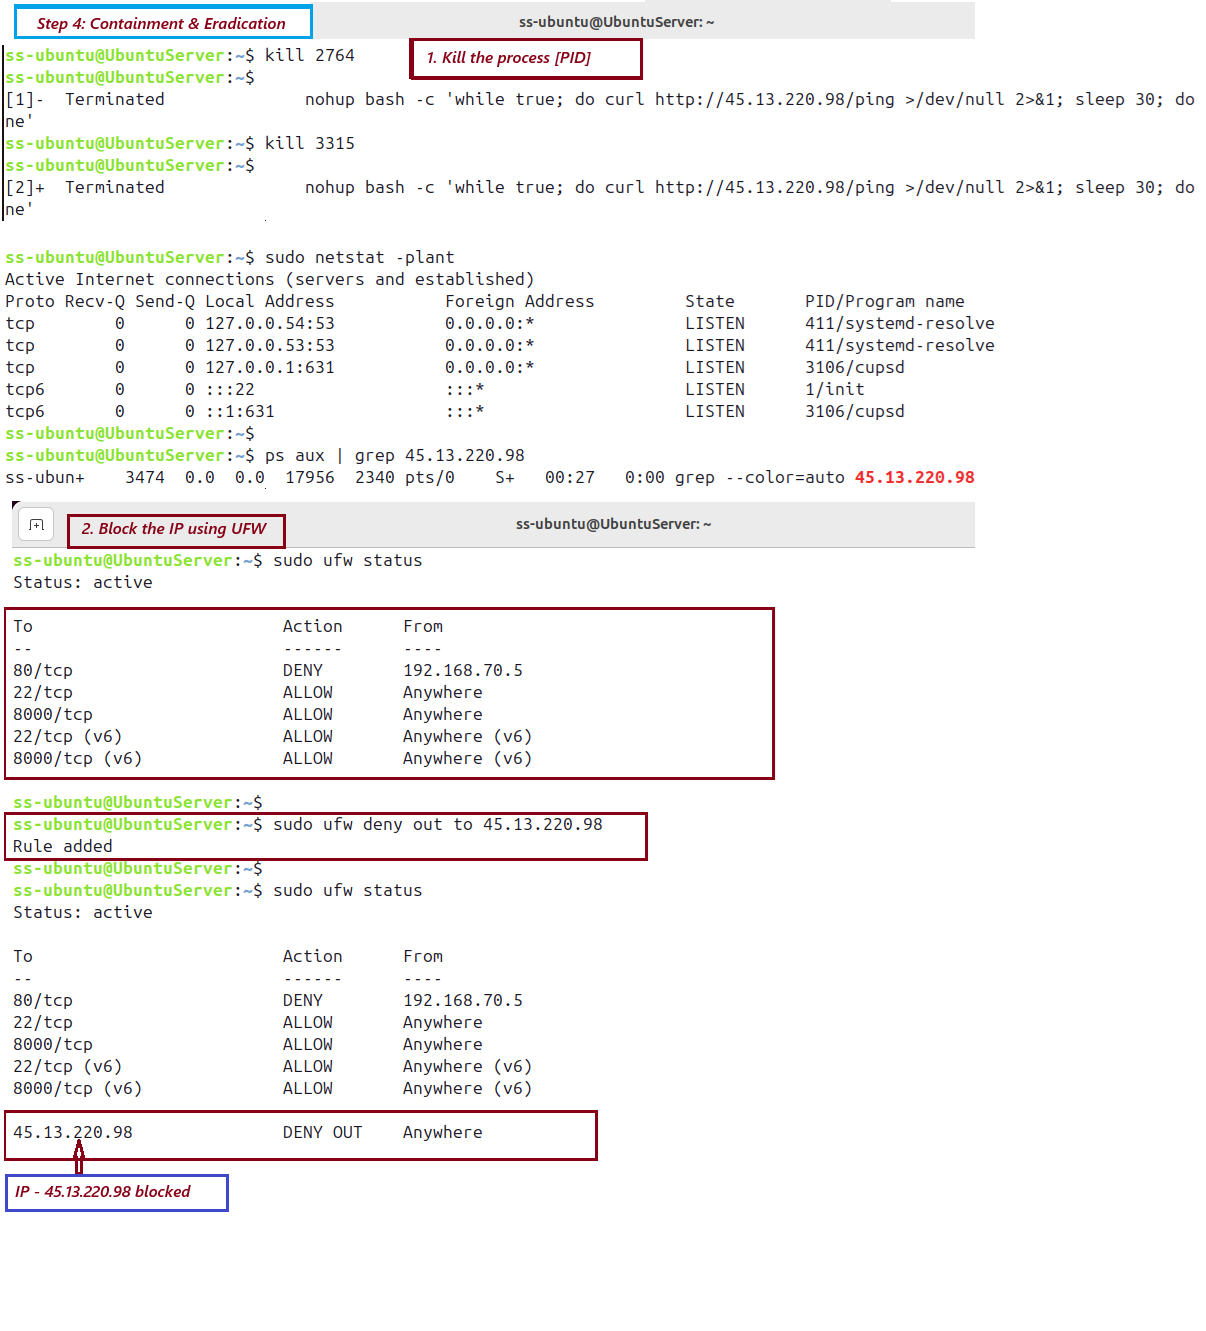 Step 4: Containment & Eradication
ss-ubuntu@UbuntuServer: ~
ss-ubuntu@UbuntuServer:~$ kill 2764
1. Kill the process [PID]
ss-ubuntu@UbuntuServer:~$
[1]-  Terminated              nohup bash -c 'while true; do curl http://45.13.220.98/ping >/dev/null 2>&1; sleep 30; do
ne'
ss-ubuntu@UbuntuServer:~$ kill 3315
ss-ubuntu@UbuntuServer:~$
[2]+  Terminated              nohup bash -c 'while true; do curl http://45.13.220.98/ping >/dev/null 2>&1; sleep 30; do
ne'
ss-ubuntu@UbuntuServer:~$ sudo netstat -plant
Active Internet connections (servers and established)
Proto Recv-Q Send-Q Local Address           Foreign Address         State       PID/Program name
tcp        0      0 127.0.0.54:53           0.0.0.0:*               LISTEN      411/systemd-resolve
tcp        0      0 127.0.0.53:53           0.0.0.0:*               LISTEN      411/systemd-resolve
tcp        0      0 127.0.0.1:631           0.0.0.0:*               LISTEN      3106/cupsd
tcp6       0      0 :::22                   :::*                    LISTEN      1/init
tcp6       0      0 ::1:631                 :::*                    LISTEN      3106/cupsd
ss-ubuntu@UbuntuServer:~$
ss-ubuntu@UbuntuServer:~$ ps aux | grep 45.13.220.98
ss-ubun+    3474  0.0  0.0  17956  2340 pts/0    S+   00:27   0:00 grep --color=auto 45.13.220.98
2. Block the IP using UFW
ss-ubuntu@UbuntuServer: ~
ss-ubuntu@UbuntuServer:~$ sudo ufw status
Status: active
To                         Action      From
--                         ------      ----
80/tcp                     DENY        192.168.70.5
22/tcp                     ALLOW       Anywhere
8000/tcp                   ALLOW       Anywhere
22/tcp (v6)                ALLOW       Anywhere (v6)
8000/tcp (v6)              ALLOW       Anywhere (v6)
ss-ubuntu@UbuntuServer:~$
ss-ubuntu@UbuntuServer:~$ sudo ufw deny out to 45.13.220.98
Rule added
ss-ubuntu@UbuntuServer:~$
ss-ubuntu@UbuntuServer:~$ sudo ufw status
Status: active
To                         Action      From
--                         ------      ----
80/tcp                     DENY        192.168.70.5
22/tcp                     ALLOW       Anywhere
8000/tcp                   ALLOW       Anywhere
22/tcp (v6)                ALLOW       Anywhere (v6)
8000/tcp (v6)              ALLOW       Anywhere (v6)
45.13.220.98               DENY OUT    Anywhere
IP - 45.13.220.98 blocked